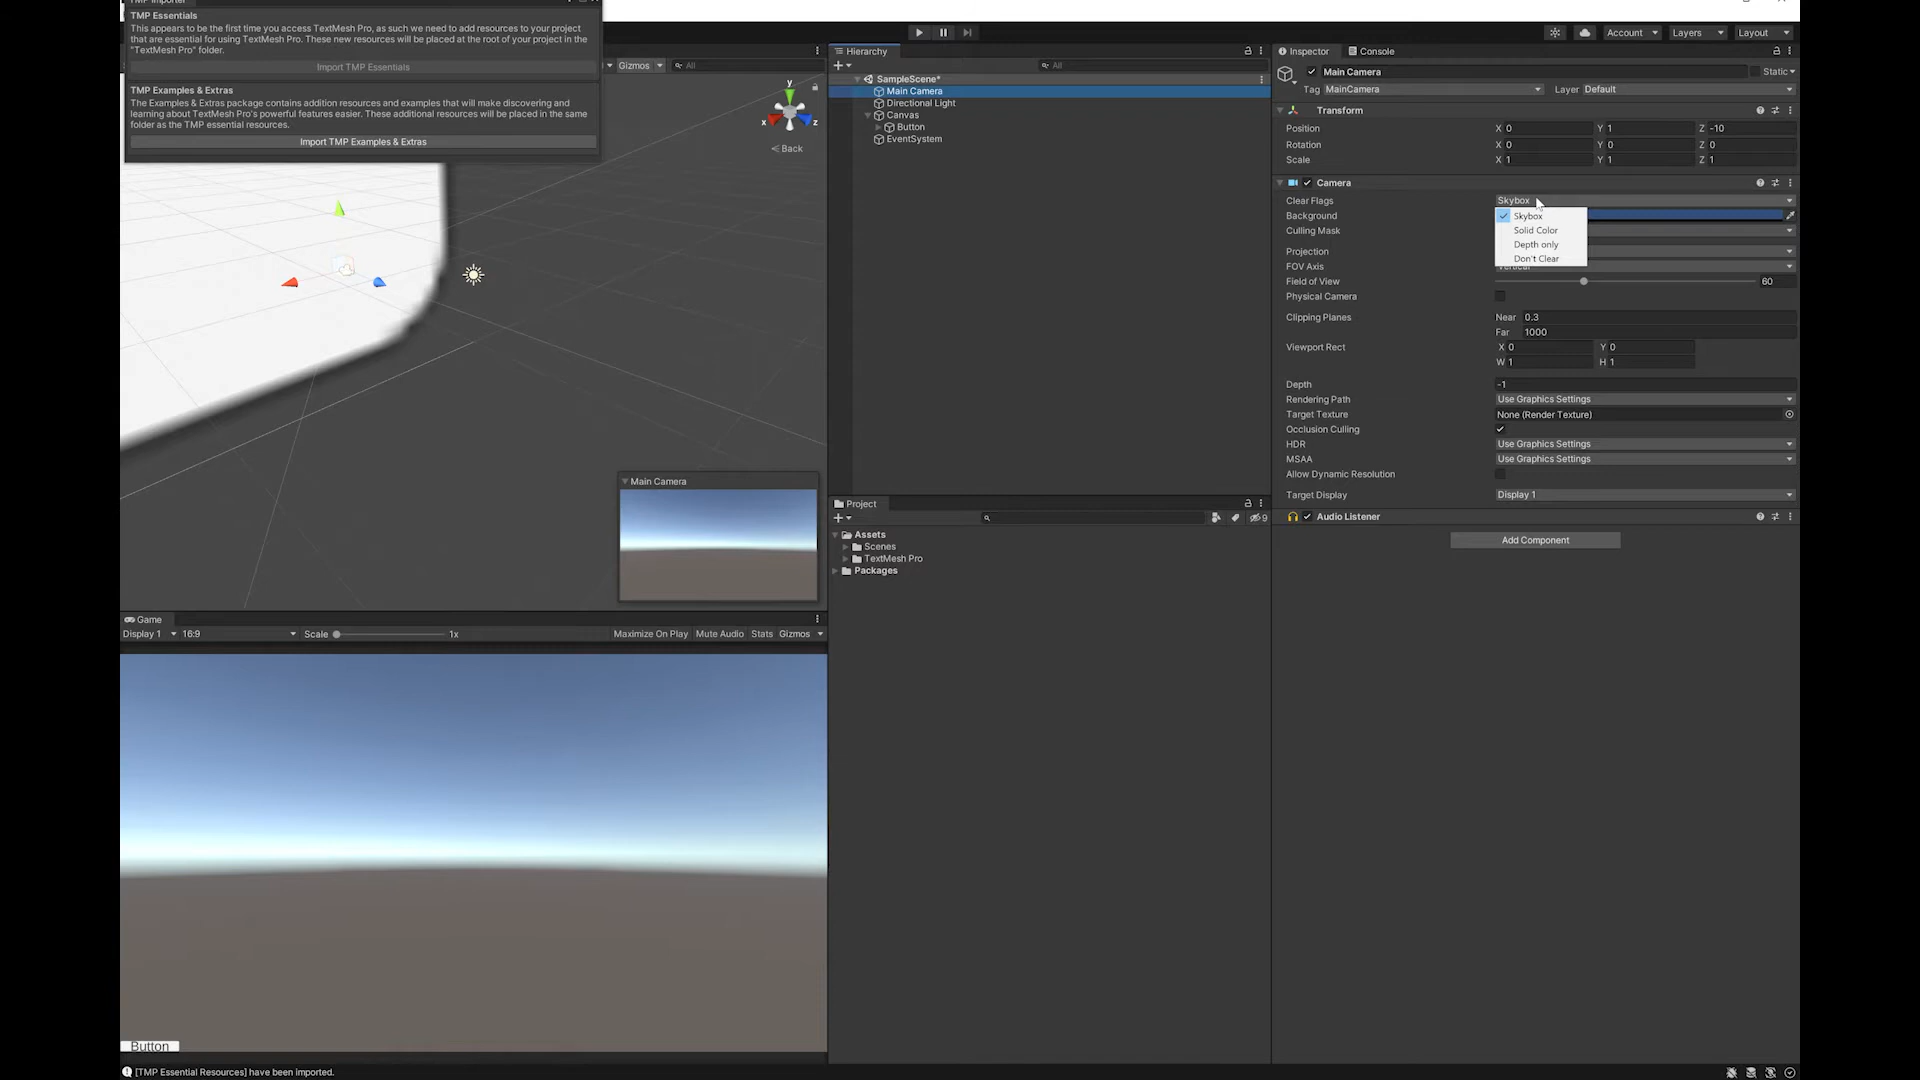 TMP Importer
TMP Essentials
This appears to be the first time you access TextMesh Pro, as such we need to add resources to your project
that are essential for using TextMesh Pro. These new resources will be placed at the root of your project in the
"TextMesh Pro" folder.
Import TMP Essentials
TMP Examples & Extras
The Examples & Extras package contains addition resources and examples that will make discovering and
learning about TextMesh Pro's powerful features easier. These additional resources will be placed in the same
folder as the TMP essential resources.
Import TMP Examples & Extras
Gizmos
All
y
x
z
Back
Main Camera
Game
Display 1
16:9
Scale
1x
Maximize On Play
Mute Audio
Stats
Gizmos
Button
[TMP Essential Resources] have been imported.
Hierarchy
All
SampleScene*
Main Camera
Directional Light
Canvas
Button
EventSystem
Project
9
Assets
Scenes
TextMesh Pro
Packages
Account
Layers
Layout
Inspector
Console
Main Camera
Static
Tag MainCamera
Layer Default
Transform
Position X 0 Y 1 Z -10
Rotation X 0 Y 0 Z 0
Scale X 1 Y 1 Z 1
Camera
Clear Flags Skybox
Background
Culling Mask
Skybox
Solid Color
Depth only
Don't Clear
Projection
FOV Axis Vertical
Field of View 60
Physical Camera
Clipping Planes Near 0.3
Far 1000
Viewport Rect X 0 Y 0
W 1 H 1
Depth -1
Rendering Path Use Graphics Settings
Target Texture None (Render Texture)
Occlusion Culling
HDR Use Graphics Settings
MSAA Use Graphics Settings
Allow Dynamic Resolution
Target Display Display 1
Audio Listener
Add Component